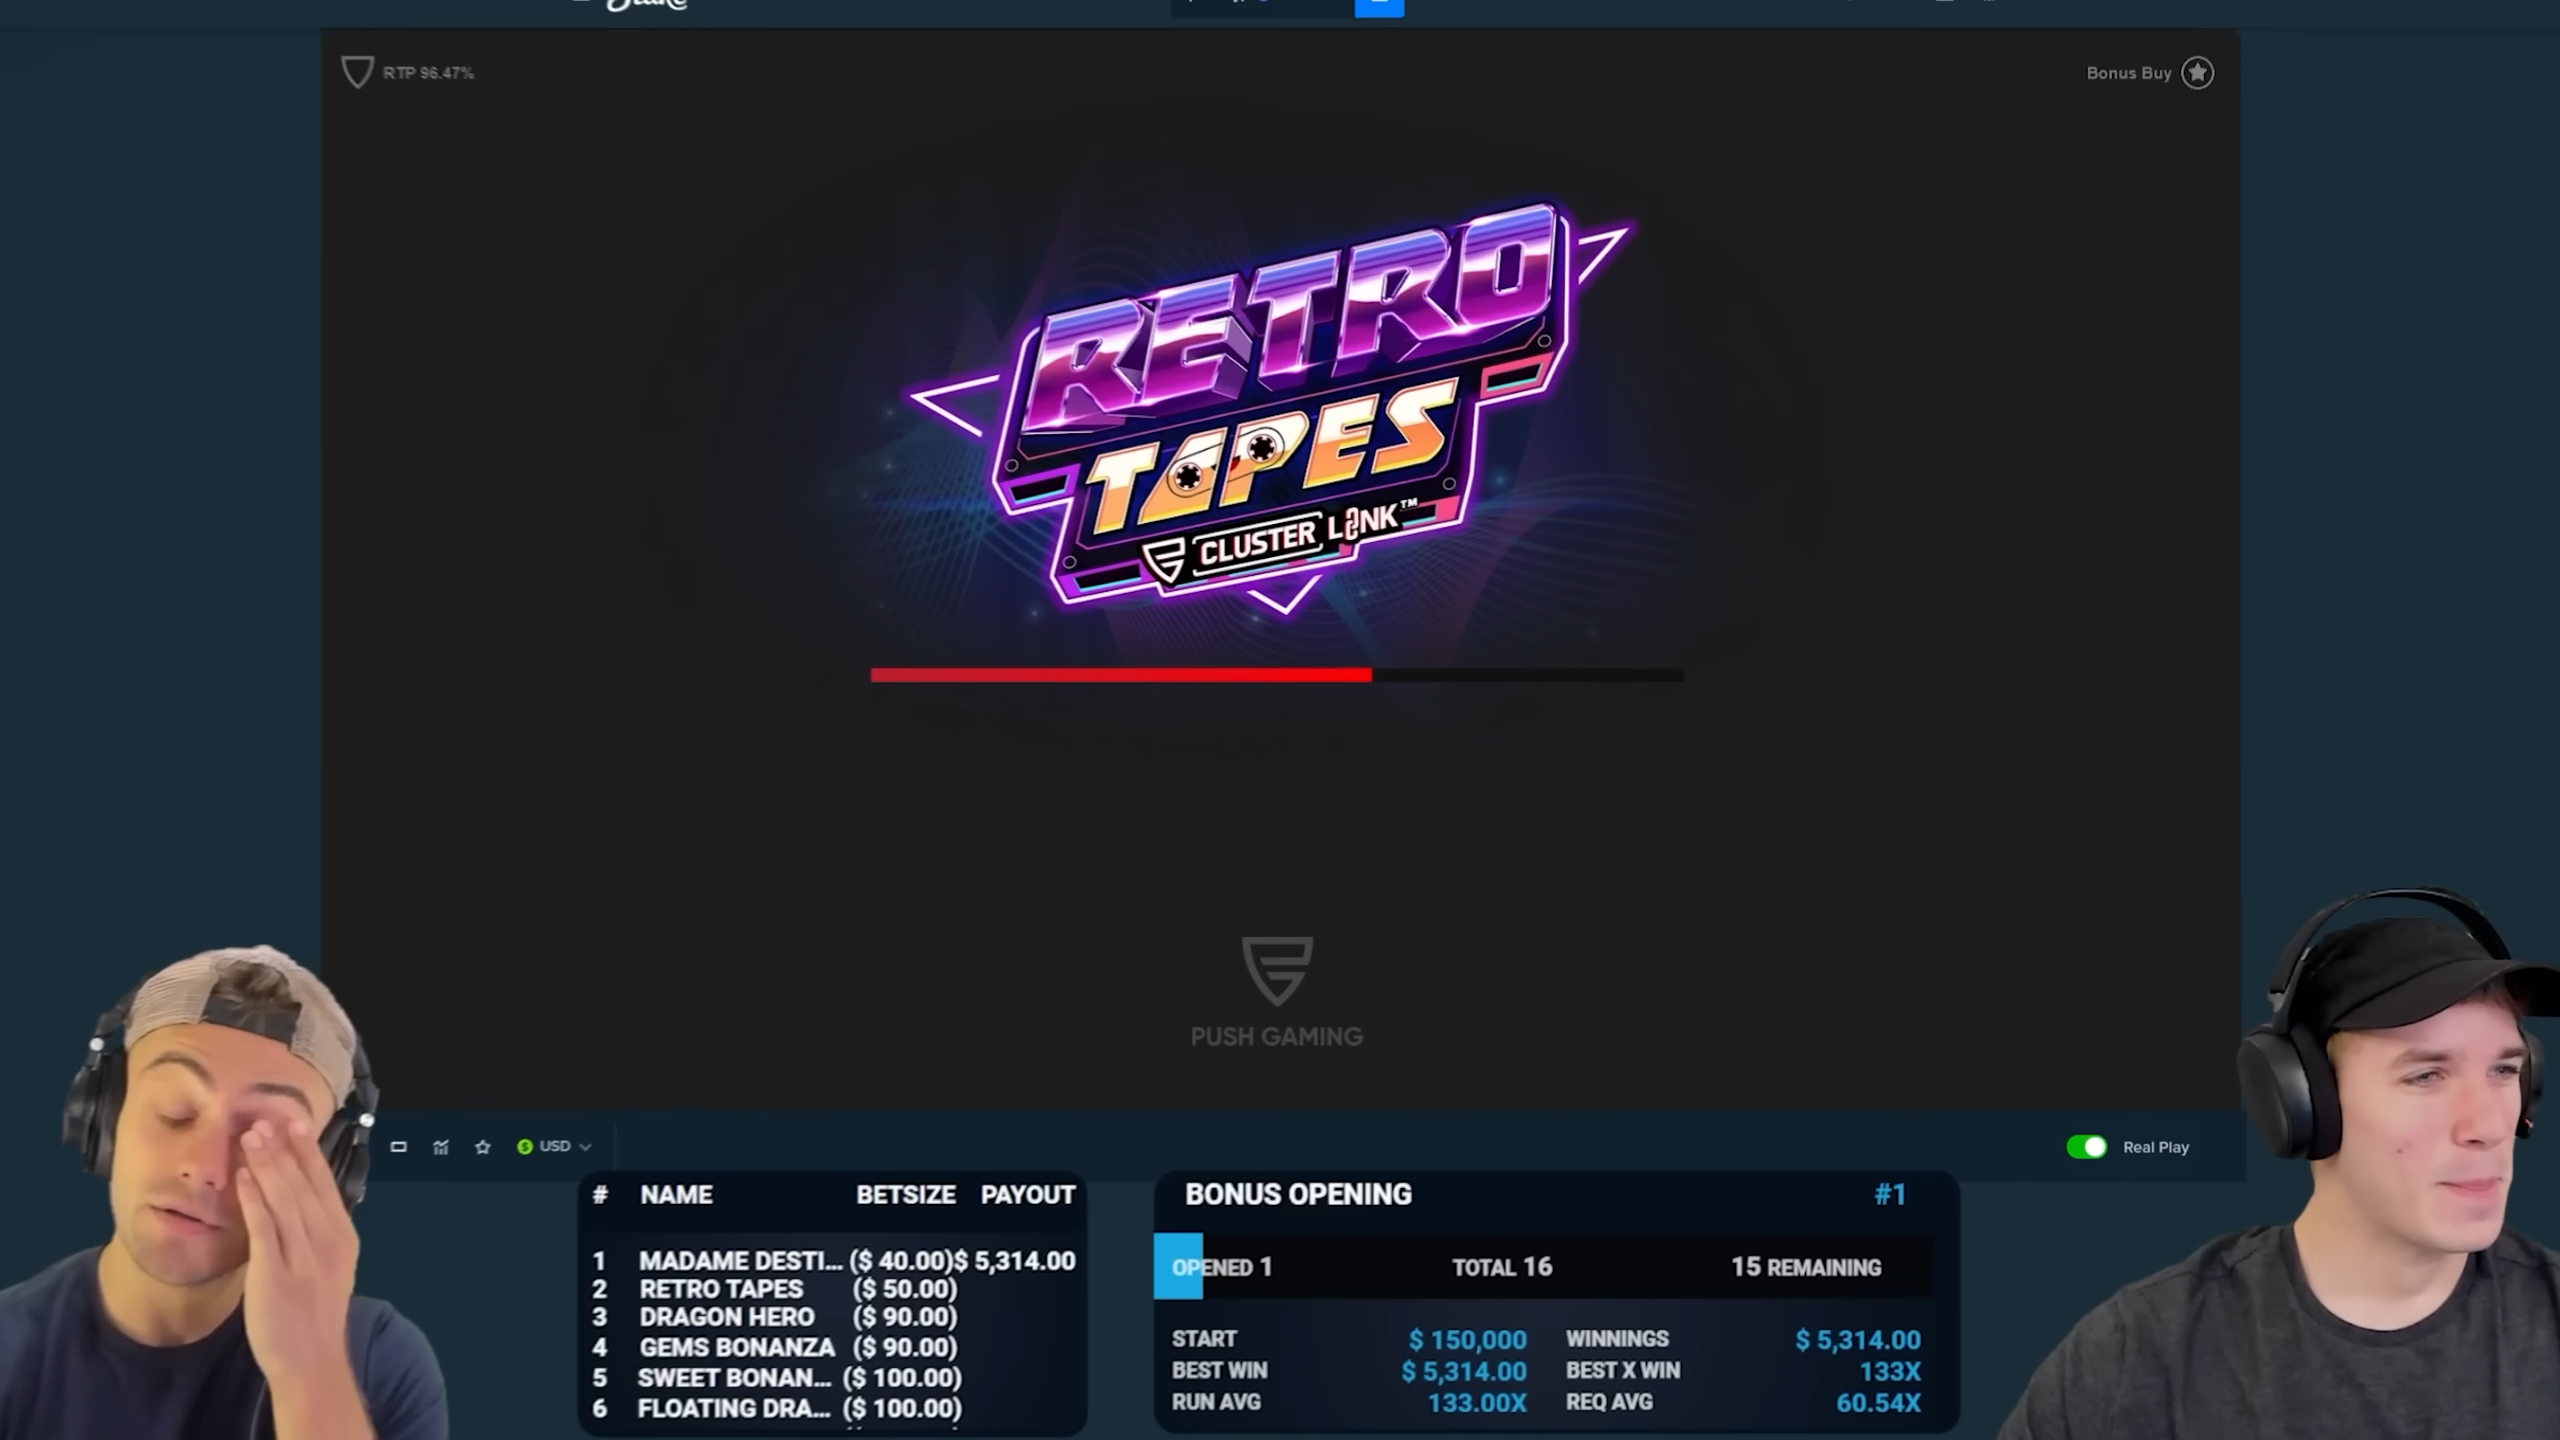 Stake
RTP 96.47%
Bonus Buy
RETRO
TAPES
CLUSTER LINK™
PUSH GAMING
USD
Real Play
# NAME BETSIZE PAYOUT
1 MADAME DESTI... ($ 40.00)$ 5,314.00
2 RETRO TAPES ($ 50.00)
3 DRAGON HERO ($ 90.00)
4 GEMS BONANZA ($ 90.00)
5 SWEET BONAN... ($ 100.00)
6 FLOATING DRA... ($ 100.00)
BONUS OPENING #1
OPENED 1 TOTAL 16 15 REMAINING
START $ 150,000 WINNINGS $ 5,314.00
BEST WIN $ 5,314.00 BEST X WIN 133X
RUN AVG 133.00X REQ AVG 60.54X